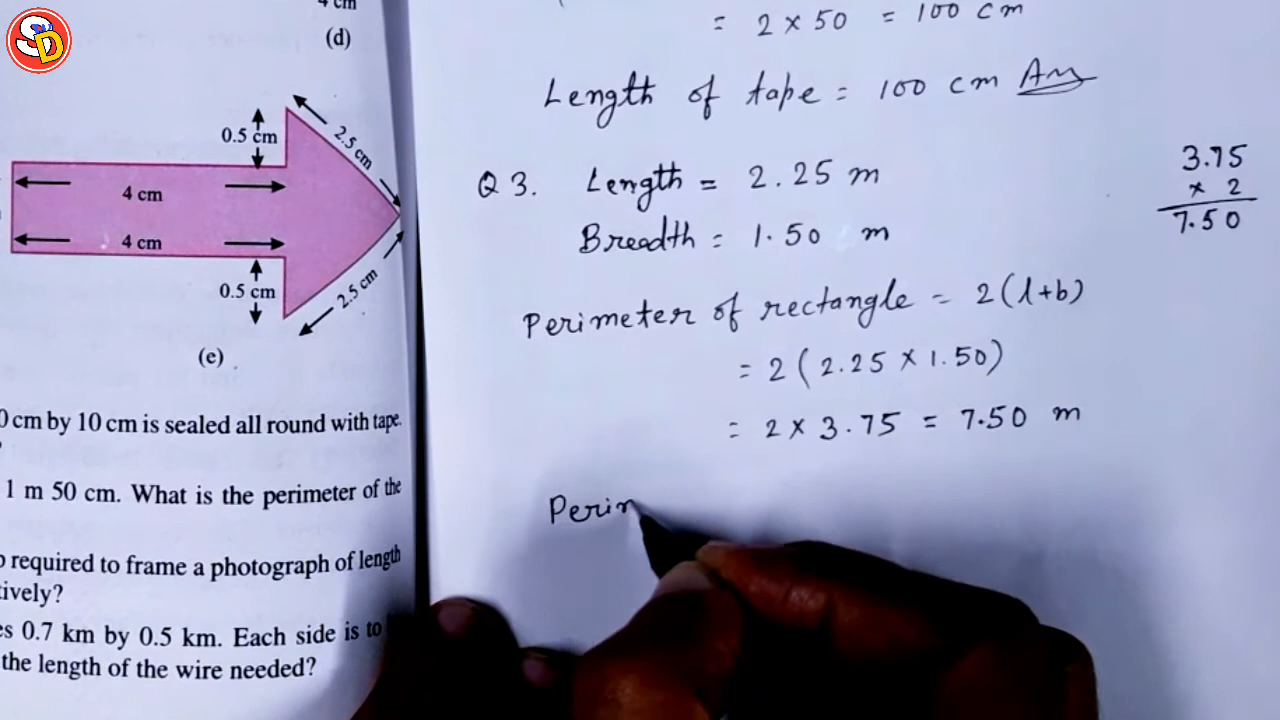 SD
4 cm
(d)
0.5 cm
2.5 cm
4 cm
4 cm
0.5 cm
2.5 cm
(e)
0 cm by 10 cm is sealed all round with tape.
1 m 50 cm. What is the perimeter of the
required to frame a photograph of length
tively?
es 0.7 km by 0.5 km. Each side is to
the length of the wire needed?
= 2 × 50 = 100 cm
Length of tape = 100 cm Ans
Q 3. Length = 2.25 m
Breadth = 1.50 m
Perimeter of rectangle = 2(l+b)
= 2(2.25 × 1.50)
= 2 × 3.75 = 7.50 m
Perim
3.75
× 2
7.50